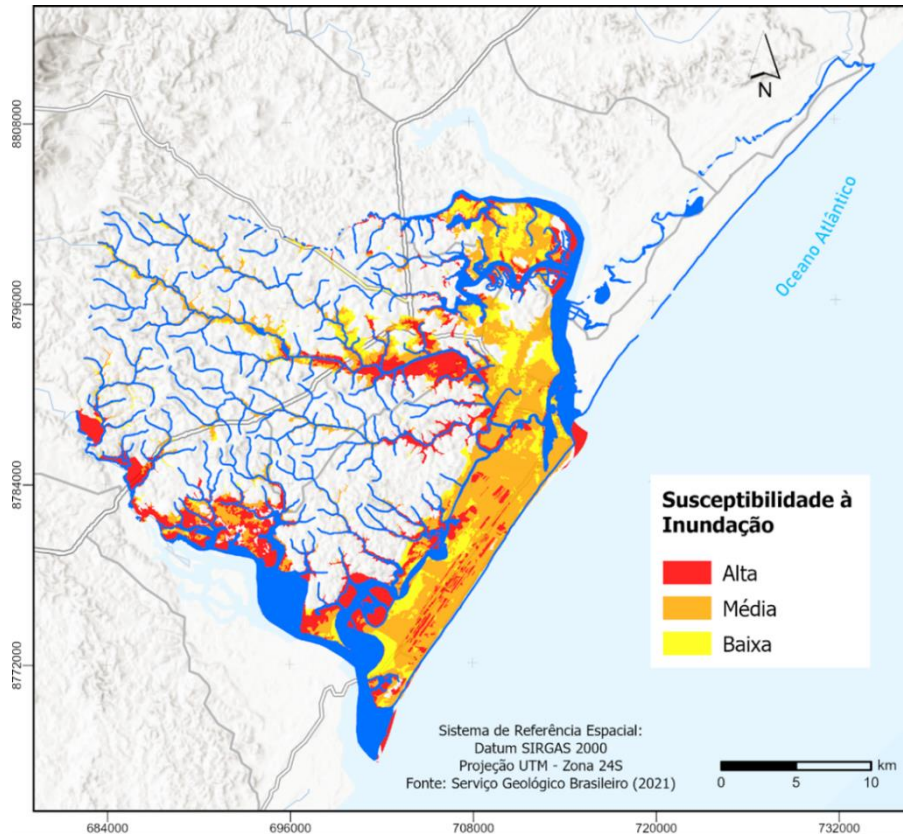 N
Oceano Atlântico
8808000
8796000
8784000
8772000
Susceptibilidade à
Inundação
Alta
Média
Baixa
Sistema de Referência Espacial:
Datum SIRGAS 2000
Projeção UTM - Zona 24S
Fonte: Serviço Geológico Brasileiro (2021)
km
0 5 10
684000 696000 708000 720000 732000